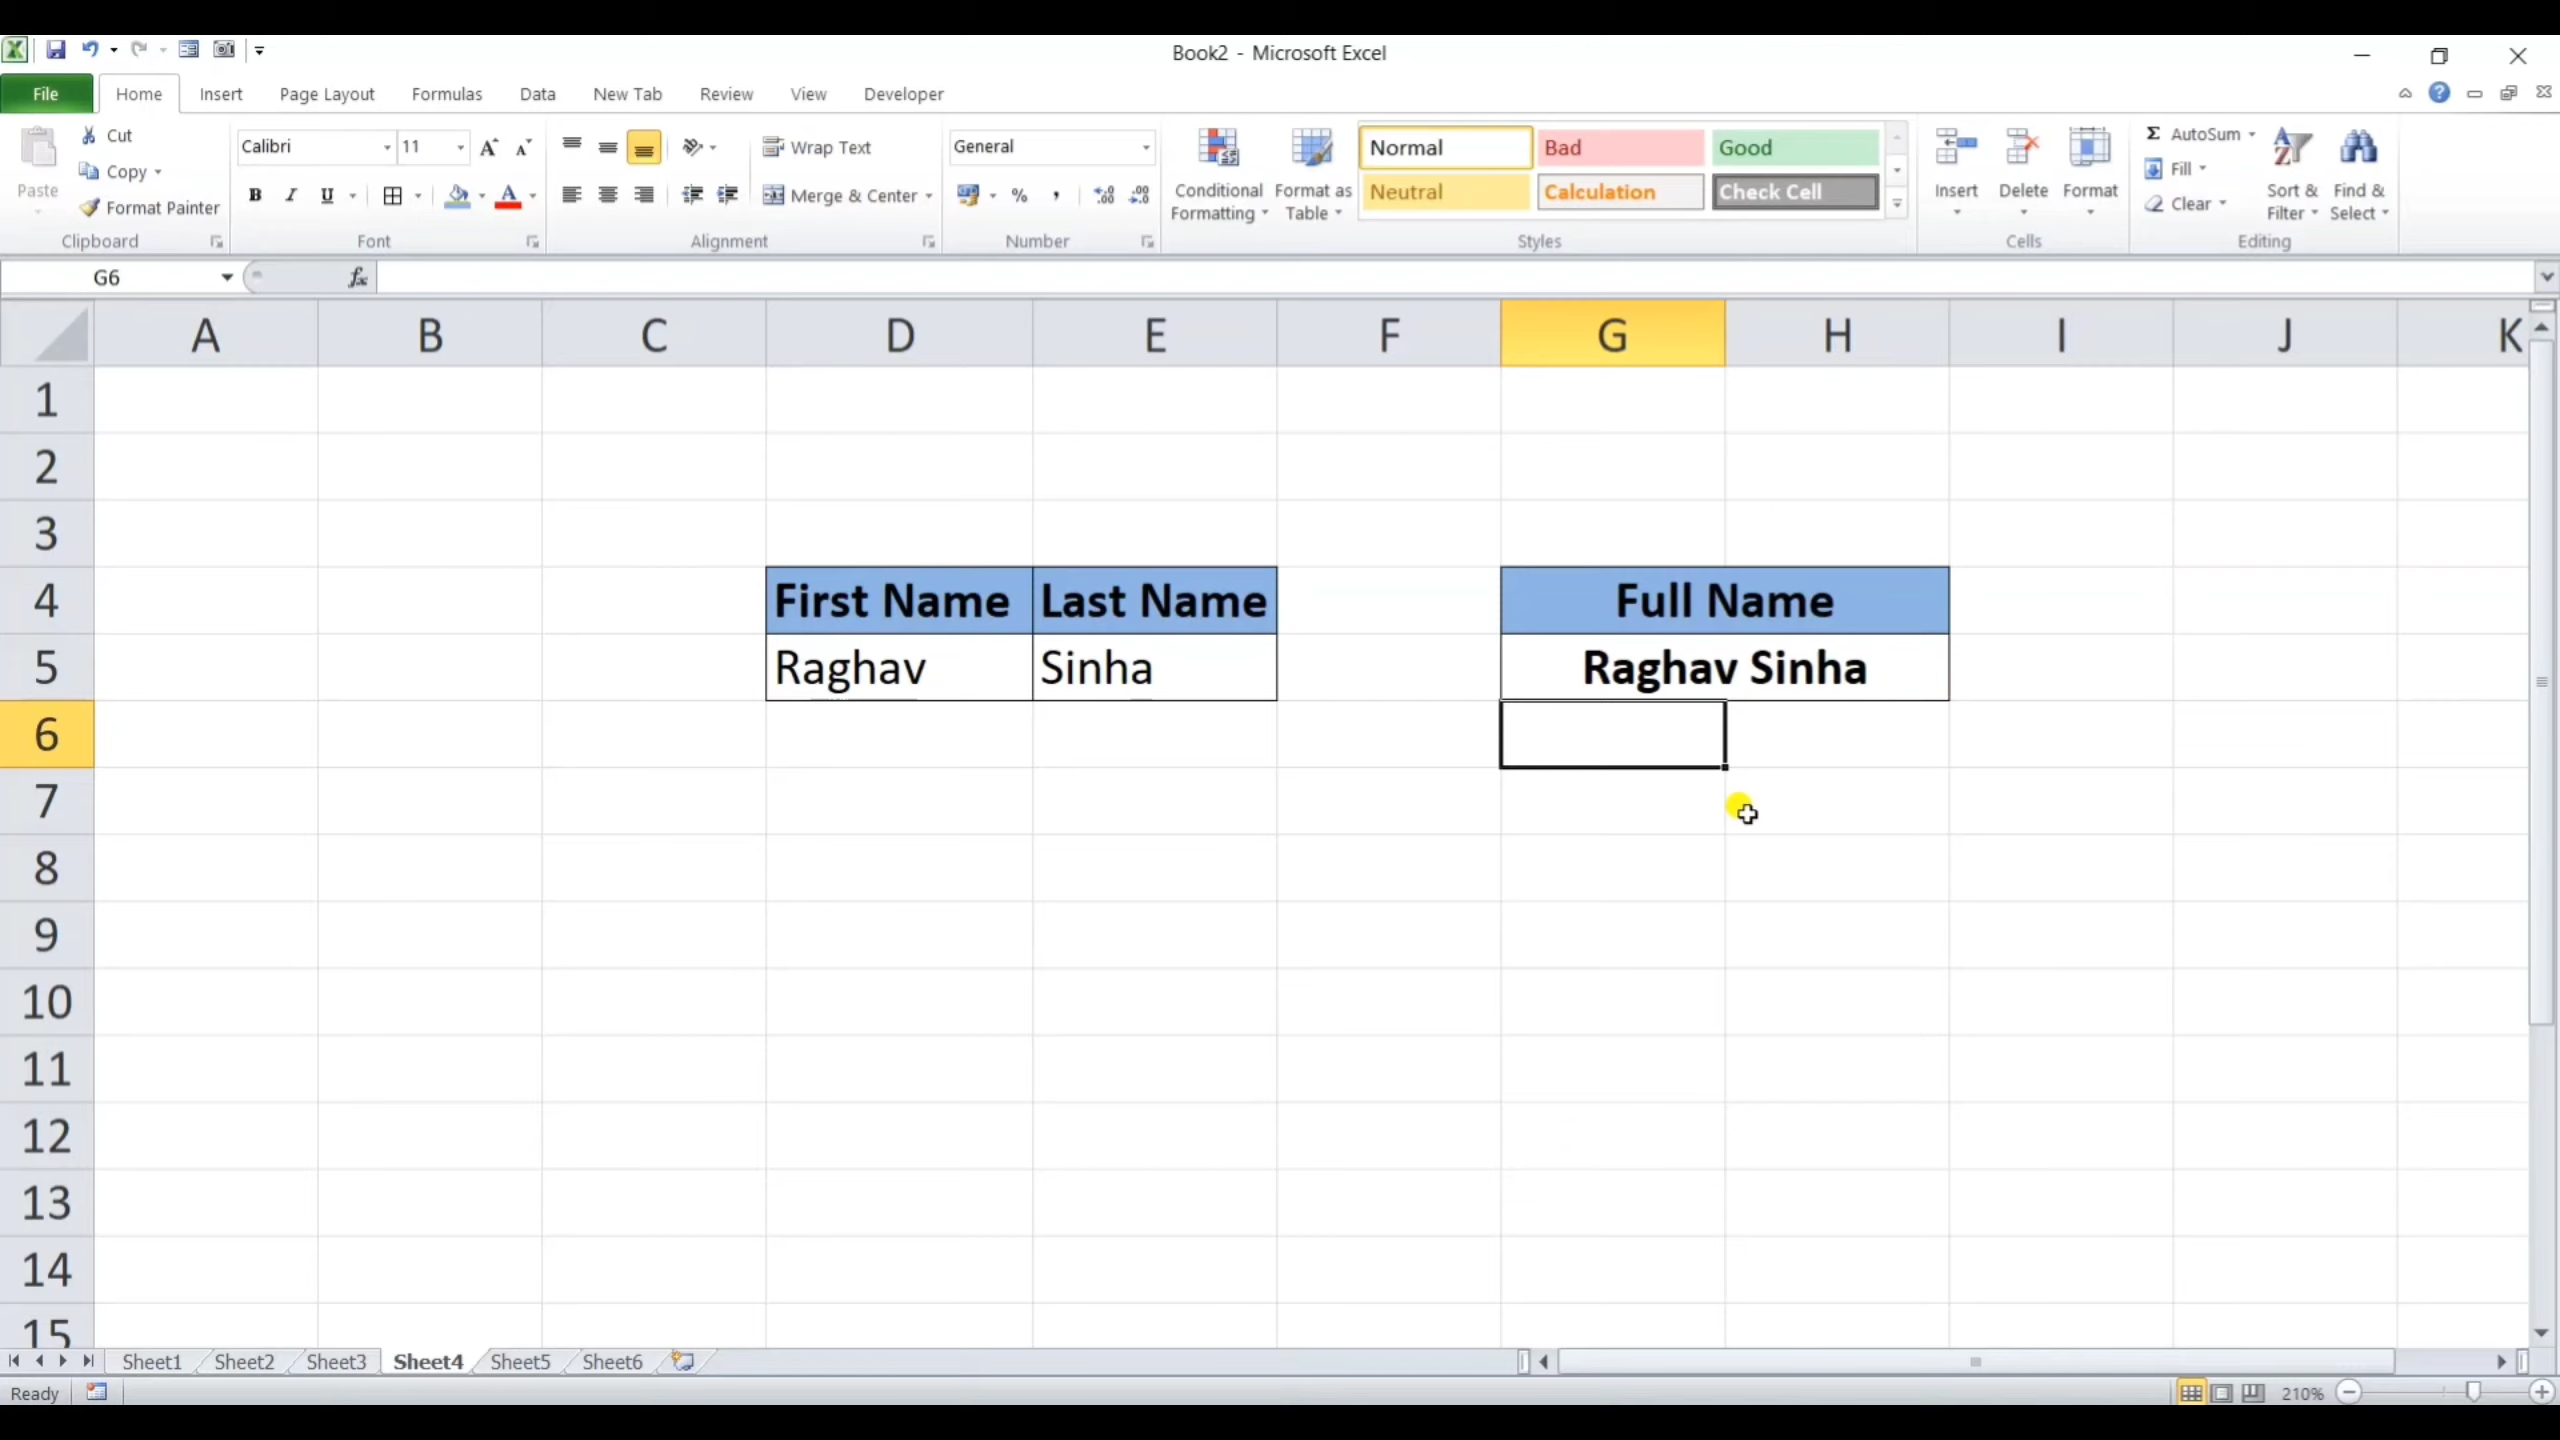 Book2 - Microsoft Excel
File Home Insert Page Layout Formulas Data New Tab Review View Developer
Paste
Cut
Copy
Format Painter
Clipboard
Calibri 11
B I U A
Font
Wrap Text
Merge & Center
Alignment
General
% ,
Number
Conditional Formatting
Format as Table
Normal Bad Good
Neutral Calculation Check Cell
Styles
Insert Delete Format
Cells
Σ AutoSum
Fill
Clear
Sort & Filter
Find & Select
Editing
G6 fx
A B C D E F G H I J K
1
2
3
4 First Name Last Name Full Name
5 Raghav Sinha Raghav Sinha
6
7
8
9
10
11
12
13
14
15
Sheet1 Sheet2 Sheet3 Sheet4 Sheet5 Sheet6
Ready 210%